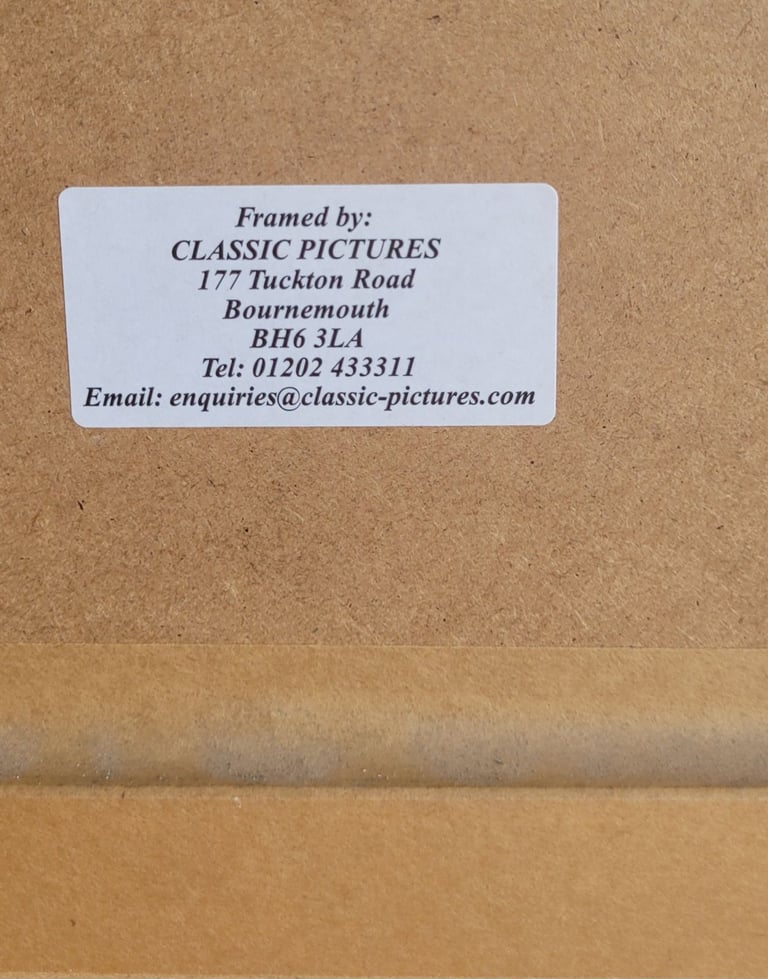 Framed by:
CLASSIC PICTURES
177 Tuckton Road
Bournemouth
BH6 3LA
Tel: 01202 433311
Email: enquiries@classic-pictures.com